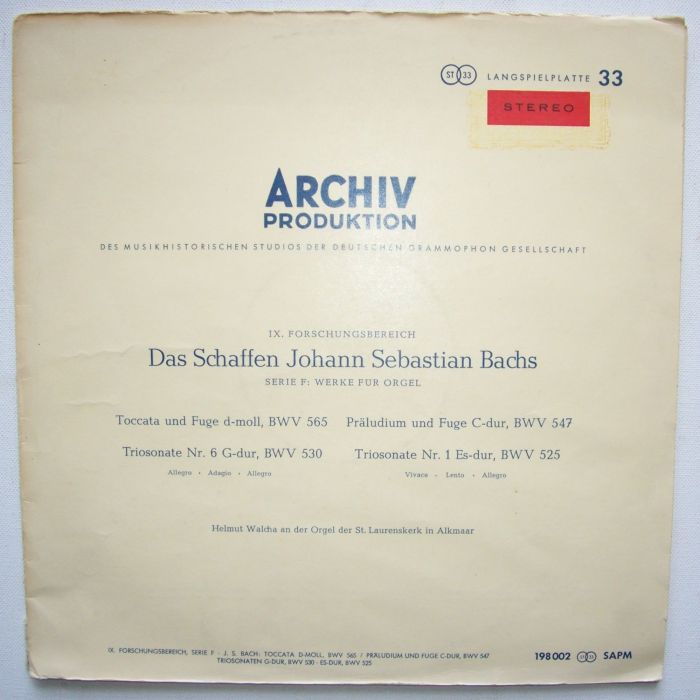 ST 33 LANGSPIELPLATTE 33
STEREO
ARCHIV
PRODUKTION
DES MUSIKHISTORISCHEN STUDIOS DER DEUTSCHEN GRAMMOPHON GESELLSCHAFT
IX. FORSCHUNGSBEREICH
Das Schaffen Johann Sebastian Bachs
SERIE F: WERKE FÜR ORGEL
Toccata und Fuge d-moll, BWV 565 Präludium und Fuge C-dur, BWV 547
Triosonate Nr. 6 G-dur, BWV 530 Triosonate Nr. 1 Es-dur, BWV 525
Allegro - Adagio - Allegro Vivace - Lento - Allegro
Helmut Walcha an der Orgel der St. Laurenskerk in Alkmaar
IX. FORSCHUNGSBEREICH, SERIE F - J. S. BACH: TOCCATA D-MOLL, BWV 565 / PRÄLUDIUM UND FUGE C-DUR, BWV 547
TRIOSONATEN G-DUR, BWV 530 - ES-DUR, BWV 525
198 002 ST 33 SAPM